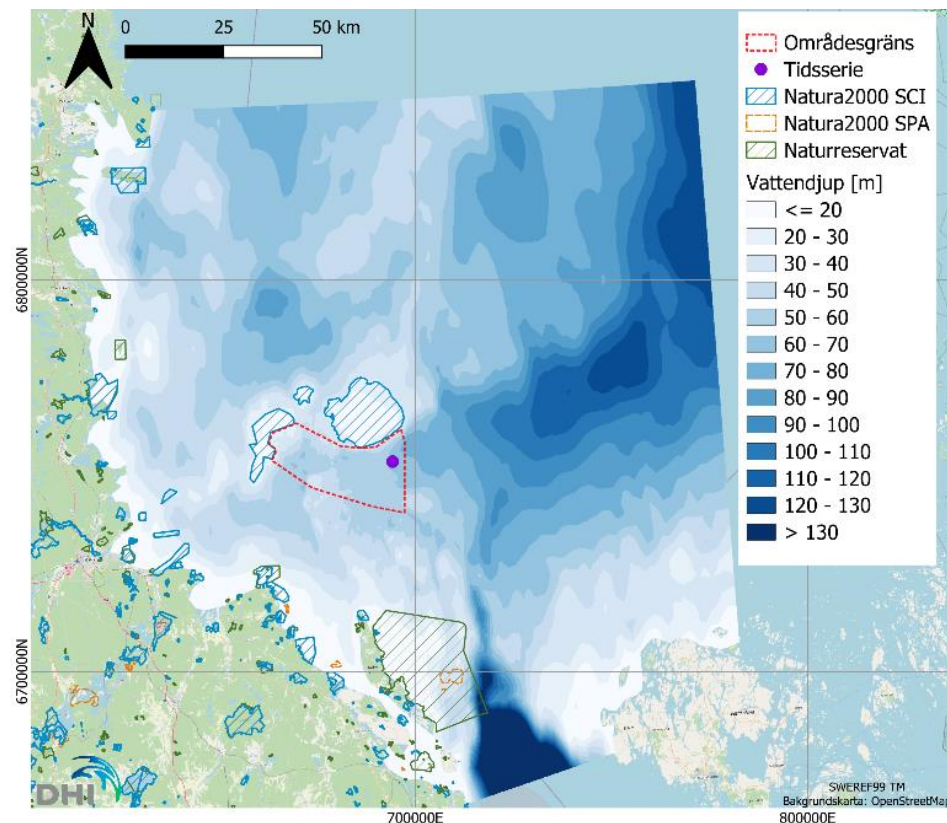 N
0 25 50 km
Områdesgräns
Tidsserie
Natura2000 SCI
Natura2000 SPA
Naturreservat
Vattendjup [m]
<= 20
20 - 30
30 - 40
40 - 50
50 - 60
60 - 70
70 - 80
80 - 90
90 - 100
100 - 110
110 - 120
120 - 130
> 130
6800000N
6700000N
DHI
SWEREF99 TM
Bakgrundskarta: OpenStreetMap
700000E
800000E